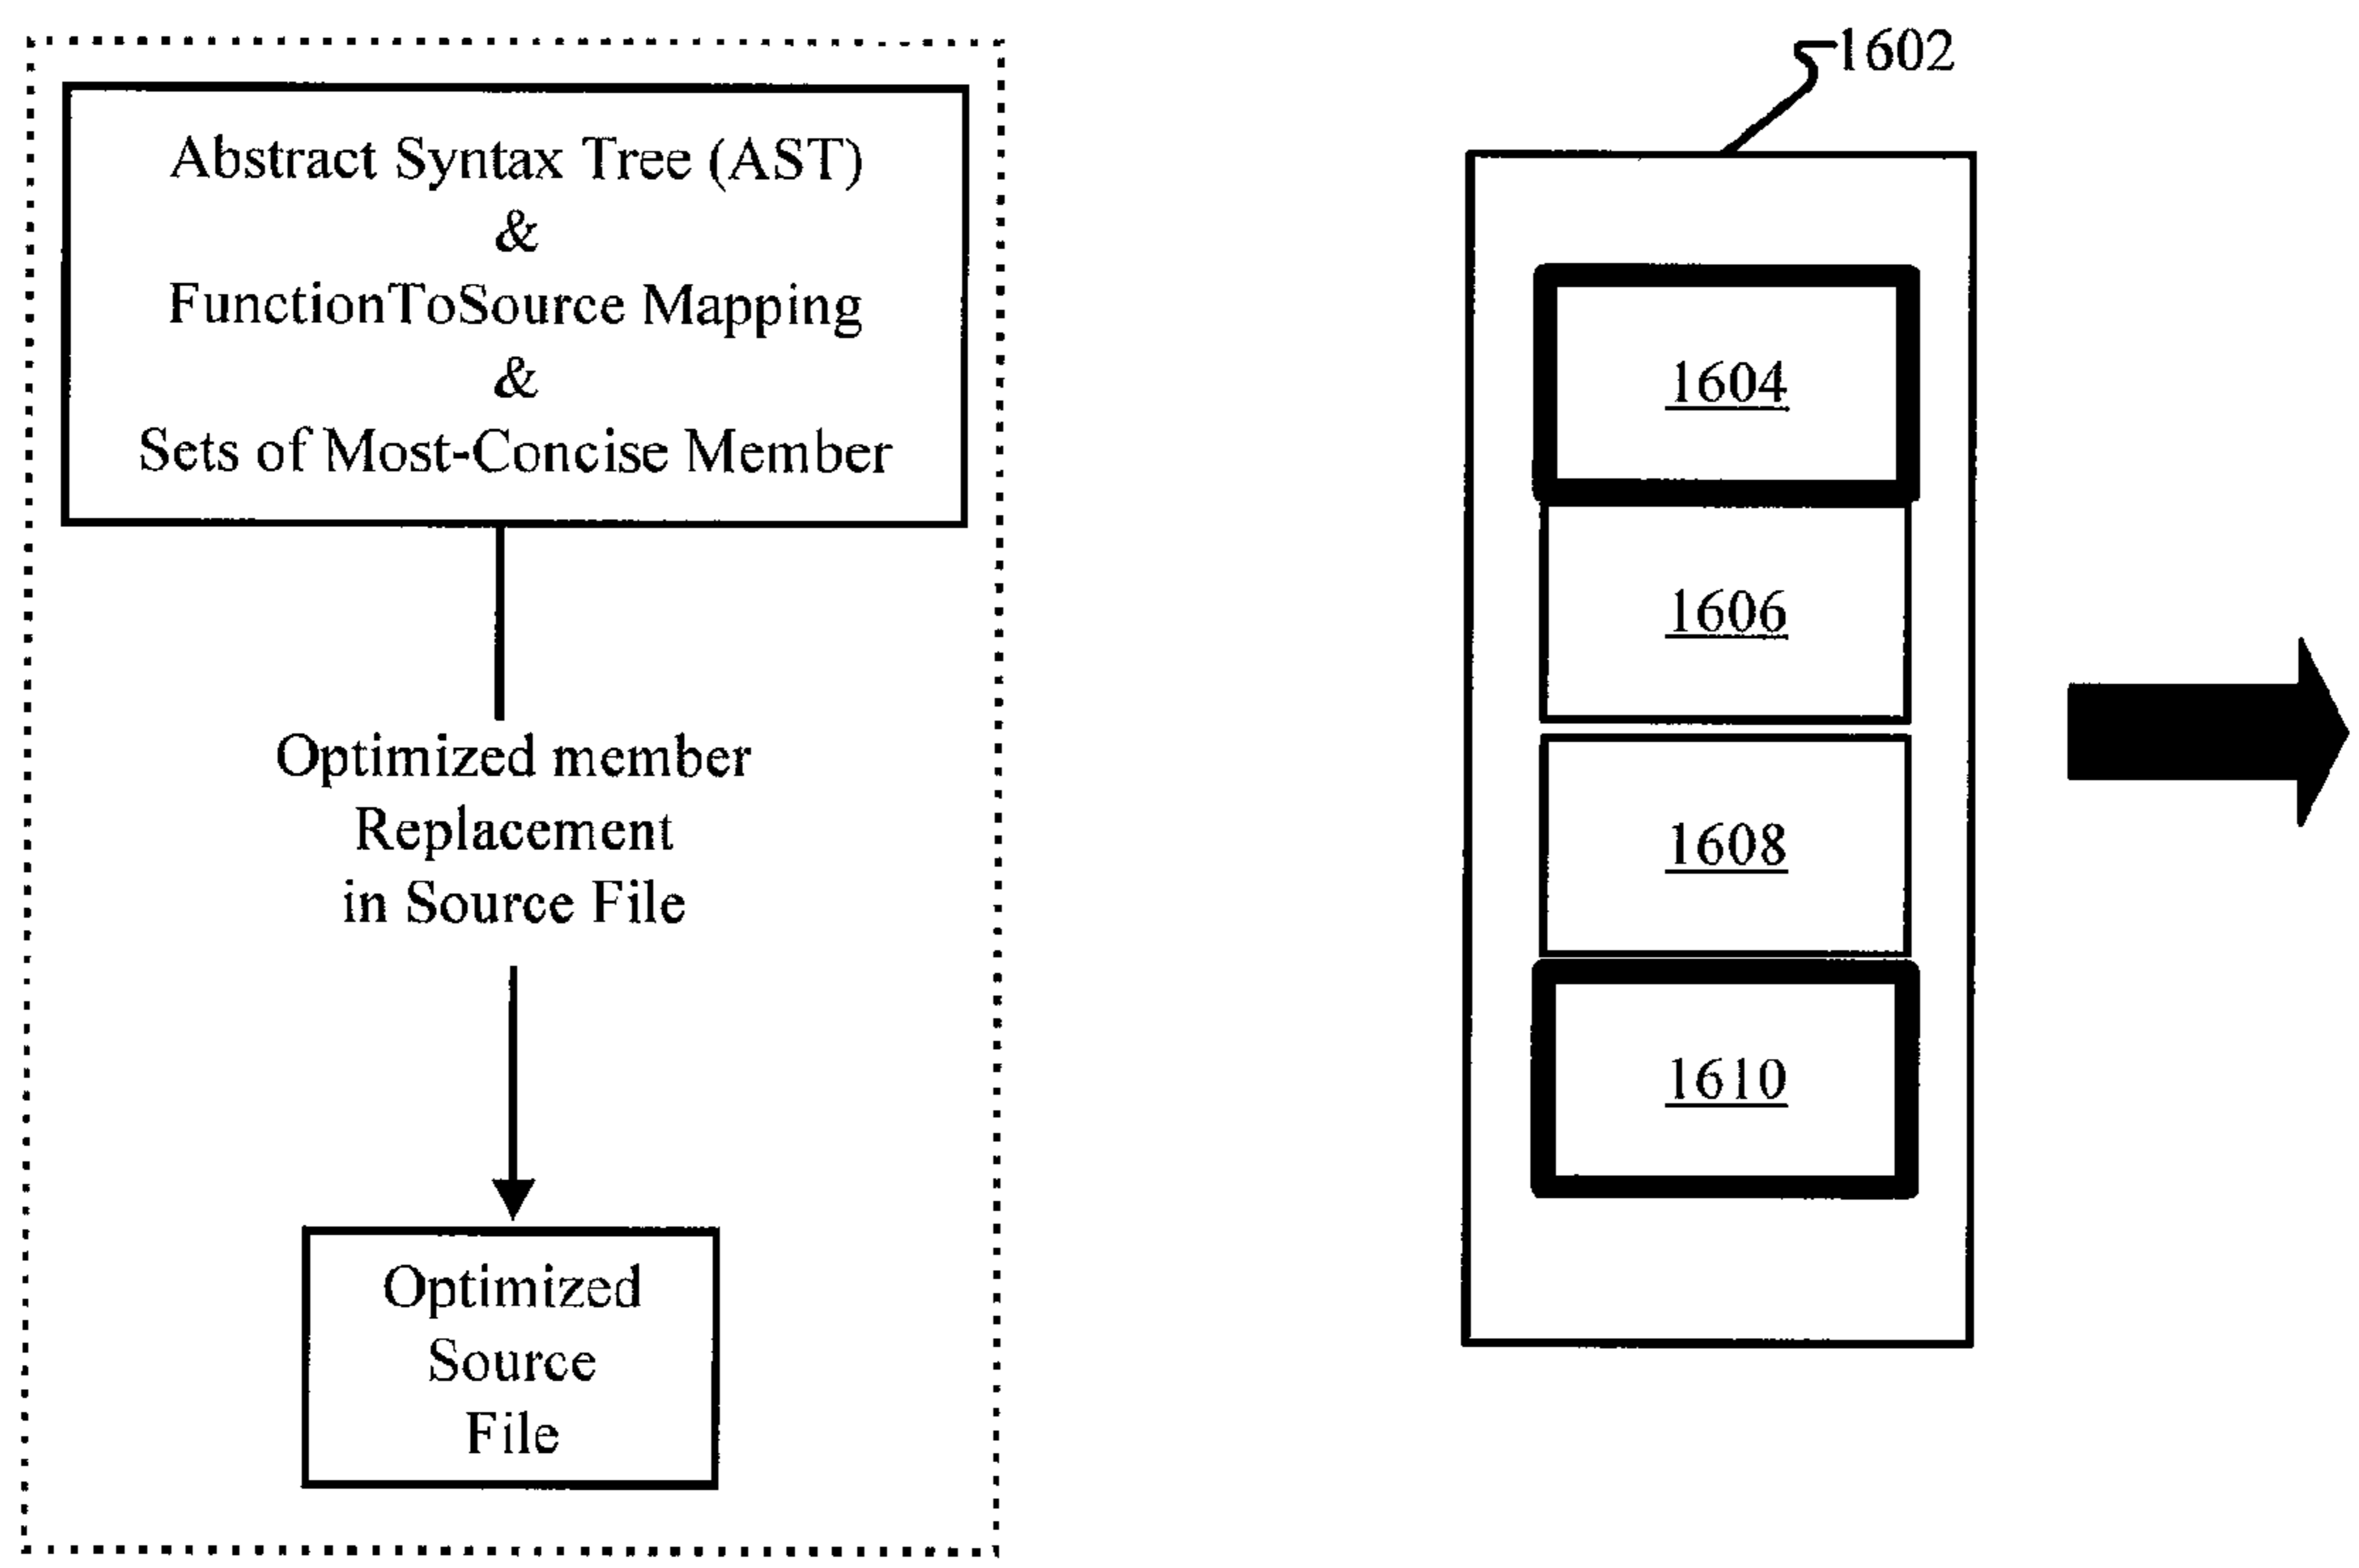 Abstract Syntax Tree (AST)
&
FunctionToSource Mapping
&
Sets of Most-Concise Member
Optimized member
Replacement
in Source File
Optimized
Source
File
1602
1604
1606
1608
1610